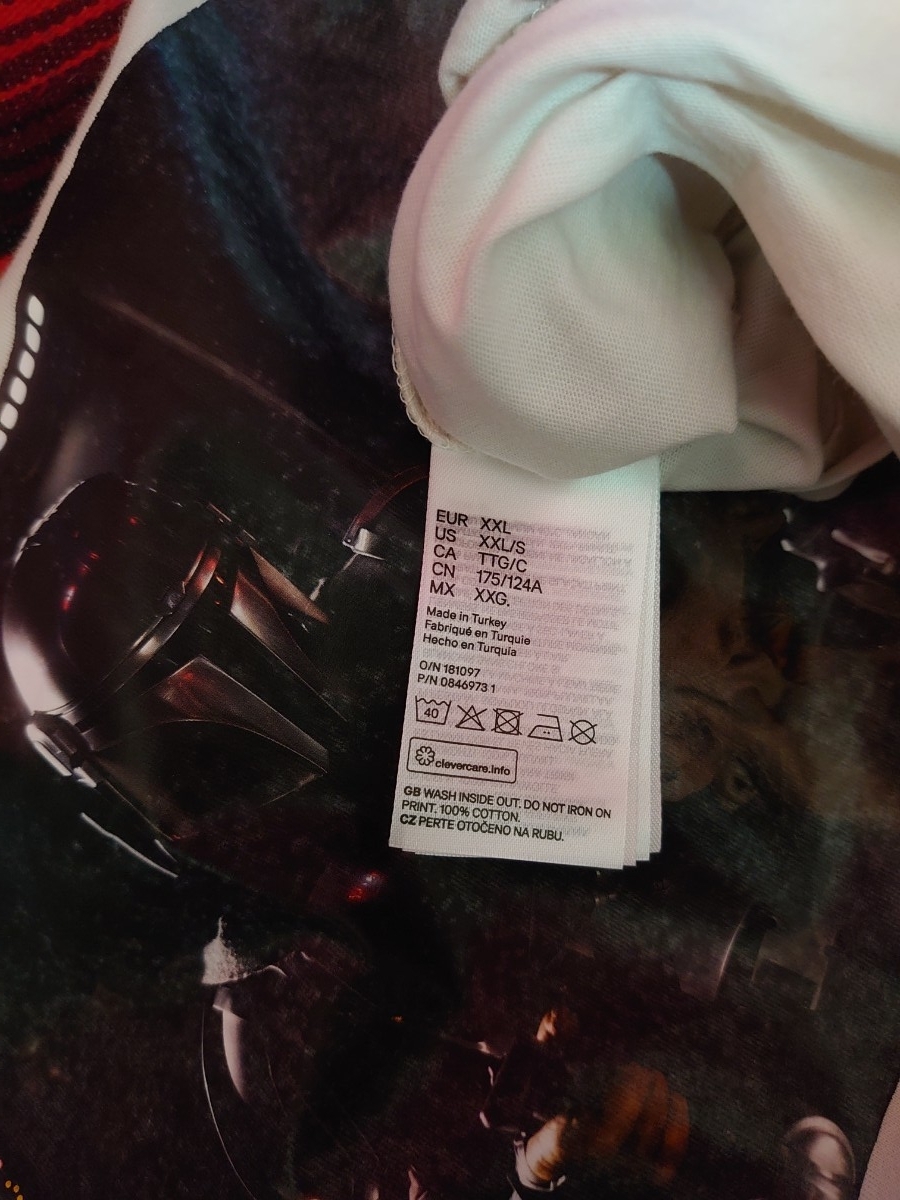 EUR XXL
US XXL/S
CA TTG/C
CN 175/124A
MX XXG.
Made in Turkey
Fabriqué en Turquie
Hecho en Turquía
O/N 181097
P/N 0846973 1
40
clevercare.info
GB WASH INSIDE OUT. DO NOT IRON ON
PRINT. 100% COTTON.
CZ PERTE OTOČENO NA RUBU.